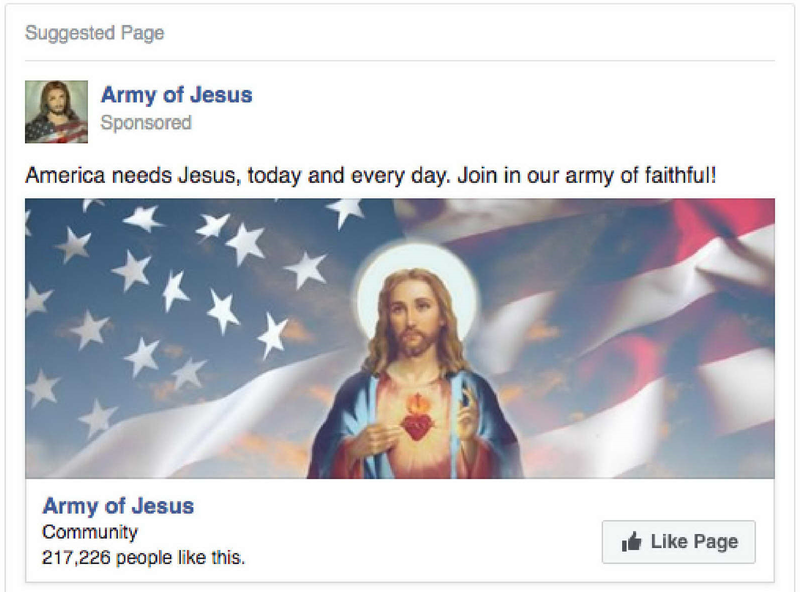 Suggested Page
Army of Jesus
Sponsored
America needs Jesus, today and every day. Join in our army of faithful!
Army of Jesus
Community
217,226 people like this.
Like Page